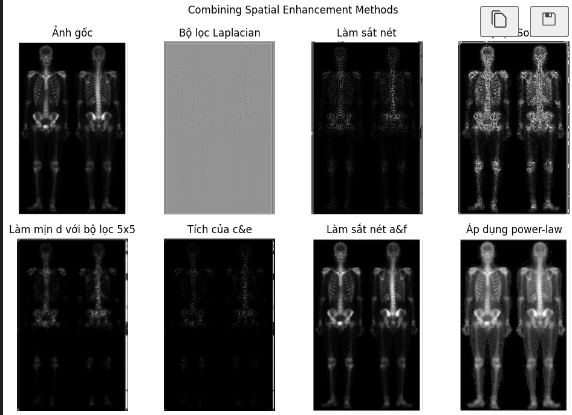 Combining Spatial Enhancement Methods
Ảnh gốc
Bộ lọc Laplacian
Làm sắt nét
Làm mịn d với bộ lọc 5x5
Tích của c&e
Làm sắt nét a&f
Áp dụng power-law